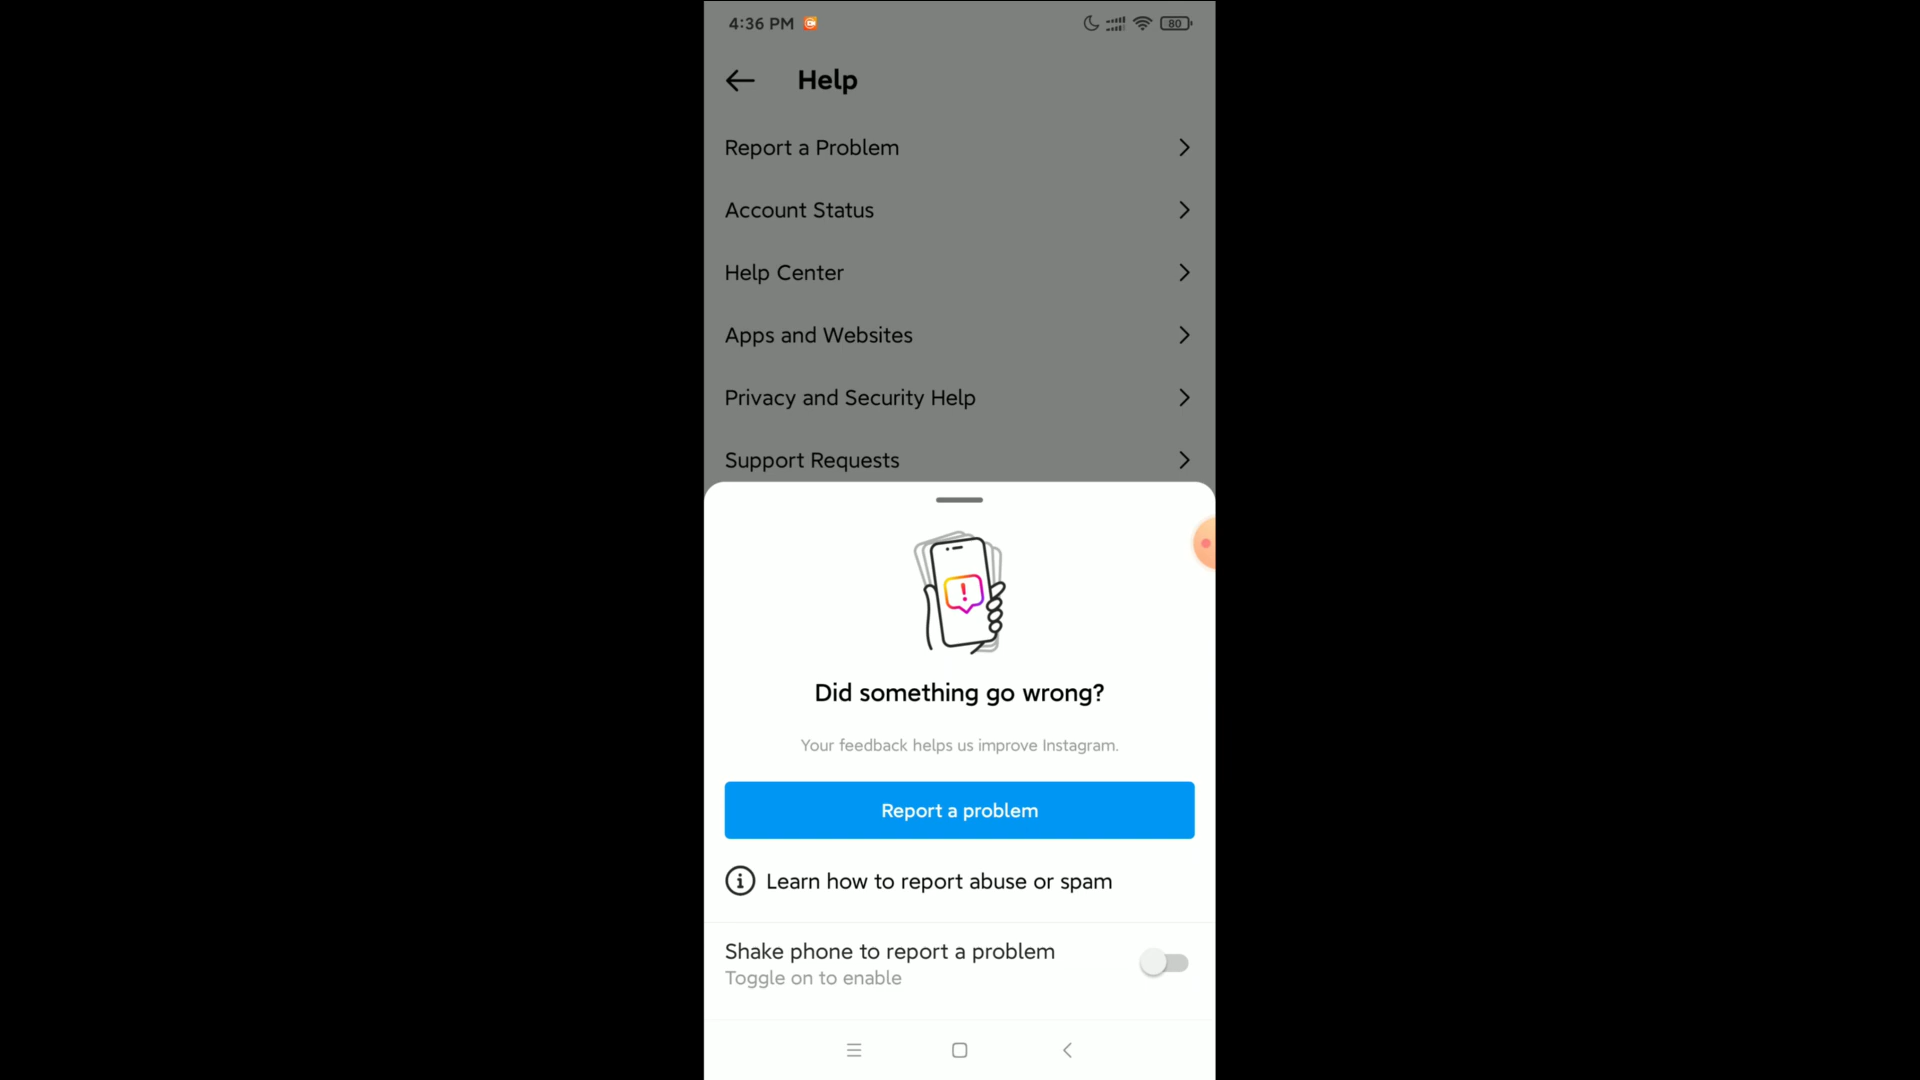 4:36 PM
80
Help
Report a Problem
Account Status
Help Center
Apps and Websites
Privacy and Security Help
Support Requests
!
Did something go wrong?
Your feedback helps us improve Instagram.
Report a problem
Learn how to report abuse or spam
Shake phone to report a problem
Toggle on to enable